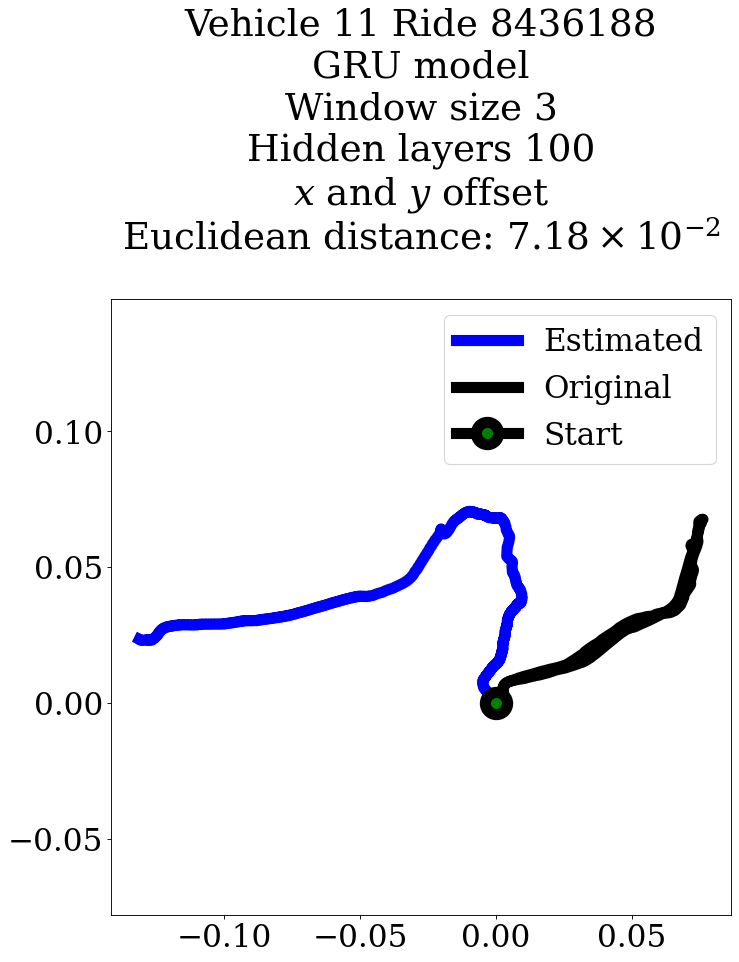 Vehicle 11 Ride 8436188
GRU model
Window size 3
Hidden layers 100
x and y offset
Euclidean distance: 7.18 × 10⁻²
Estimated
Original
Start
0.10
0.05
0.00
−0.05
−0.10 −0.05 0.00 0.05